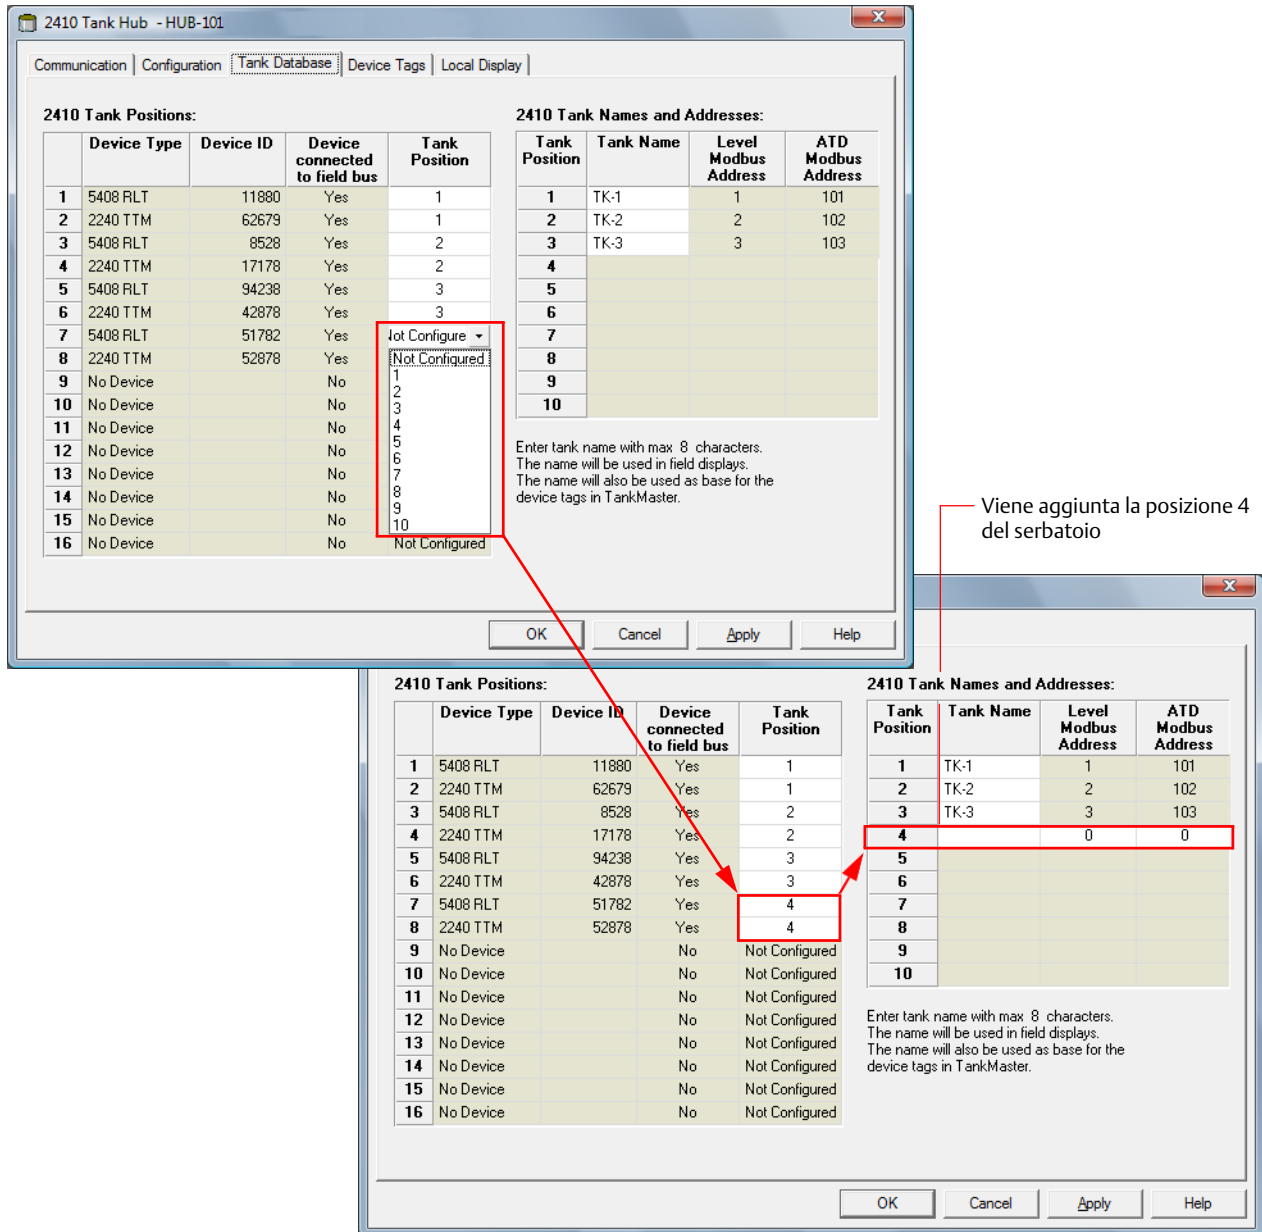 2410 Tank Hub - HUB-101
Communication Configuration Tank Database Device Tags Local Display
2410 Tank Positions:
Device Type Device ID Device connected to field bus Tank Position
1 5408 RLT 11880 Yes 1
2 2240 TTM 62679 Yes 1
3 5408 RLT 8528 Yes 2
4 2240 TTM 17178 Yes 2
5 5408 RLT 94238 Yes 3
6 2240 TTM 42878 Yes 3
7 5408 RLT 51782 Yes Not Configure
8 2240 TTM 52878 Yes
9 No Device No
10 No Device No
11 No Device No
12 No Device No
13 No Device No
14 No Device No
15 No Device No
16 No Device No Not Configured
Not Configured
1
2
3
4
5
6
7
8
9
10
2410 Tank Names and Addresses:
Tank Position Tank Name Level Modbus Address ATD Modbus Address
1 TK-1 1 101
2 TK-2 2 102
3 TK-3 3 103
4
5
6
7
8
9
10
Enter tank name with max 8 characters.
The name will be used in field displays.
The name will also be used as base for the
device tags in TankMaster.
OK Cancel Apply Help
Viene aggiunta la posizione 4
del serbatoio
2410 Tank Positions:
Device Type Device ID Device connected to field bus Tank Position
1 5408 RLT 11880 Yes 1
2 2240 TTM 62679 Yes 1
3 5408 RLT 8528 Yes 2
4 2240 TTM 17178 Yes 2
5 5408 RLT 94238 Yes 3
6 2240 TTM 42878 Yes 3
7 5408 RLT 51782 Yes 4
8 2240 TTM 52878 Yes 4
9 No Device No Not Configured
10 No Device No Not Configured
11 No Device No Not Configured
12 No Device No Not Configured
13 No Device No Not Configured
14 No Device No Not Configured
15 No Device No Not Configured
16 No Device No Not Configured
2410 Tank Names and Addresses:
Tank Position Tank Name Level Modbus Address ATD Modbus Address
1 TK-1 1 101
2 TK-2 2 102
3 TK-3 3 103
4 0 0
5
6
7
8
9
10
Enter tank name with max 8 characters.
The name will be used in field displays.
The name will also be used as base for the
device tags in TankMaster.
OK Cancel Apply Help